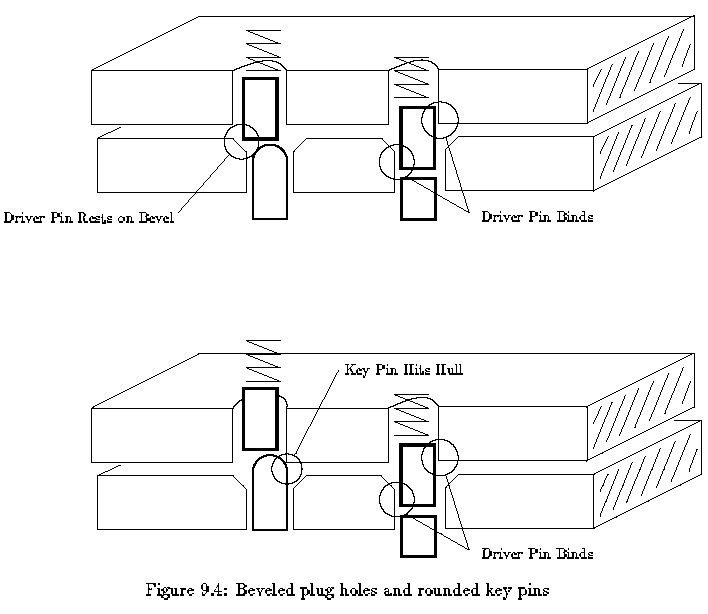 Driver Pin Rests on Bevel
Driver Pin Binds
Key Pin Hits Hull
Driver Pin Binds
Figure 9.4: Beveled plug holes and rounded key pins